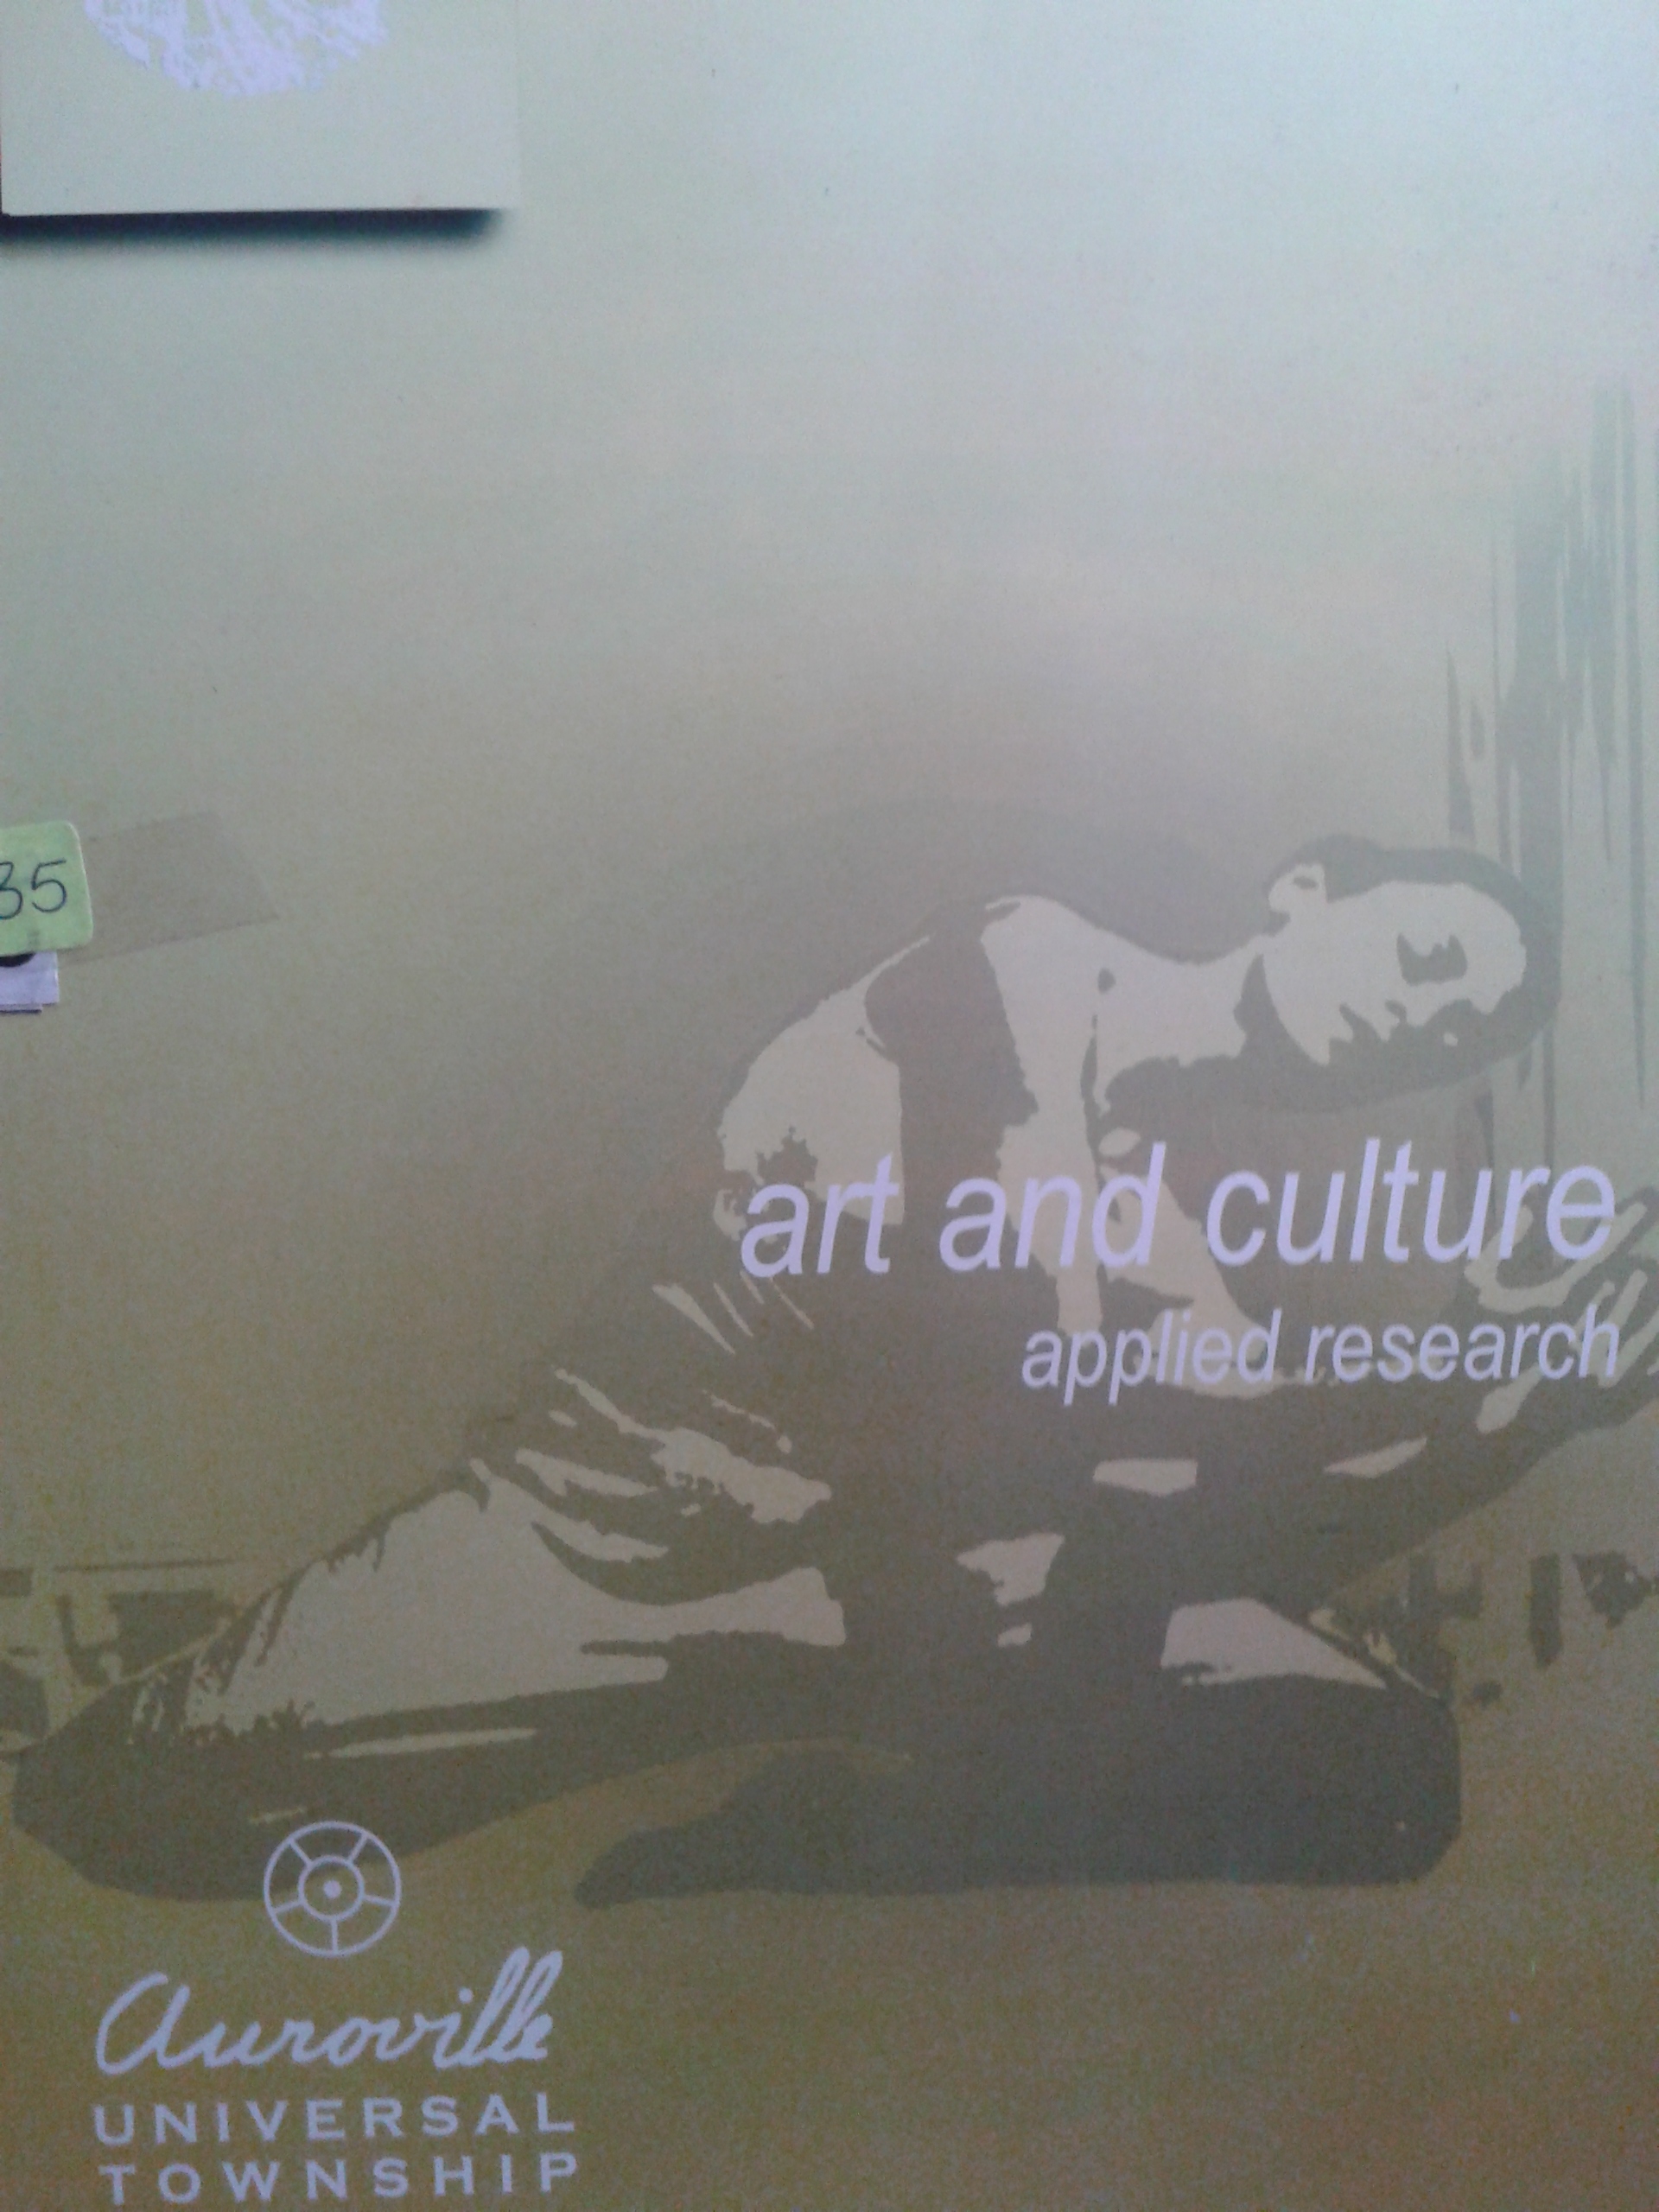 35
art and culture
applied research
Auroville
UNIVERSAL
TOWNSHIP